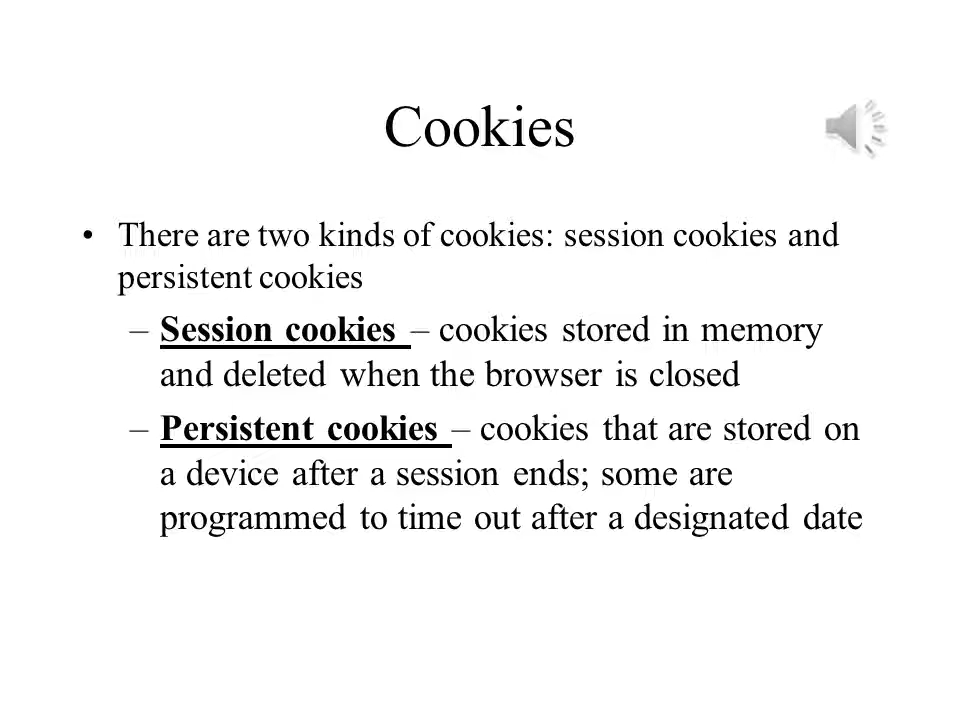 Cookies
• There are two kinds of cookies: session cookies and
persistent cookies
– Session cookies – cookies stored in memory
and deleted when the browser is closed
– Persistent cookies – cookies that are stored on
a device after a session ends; some are
programmed to time out after a designated date